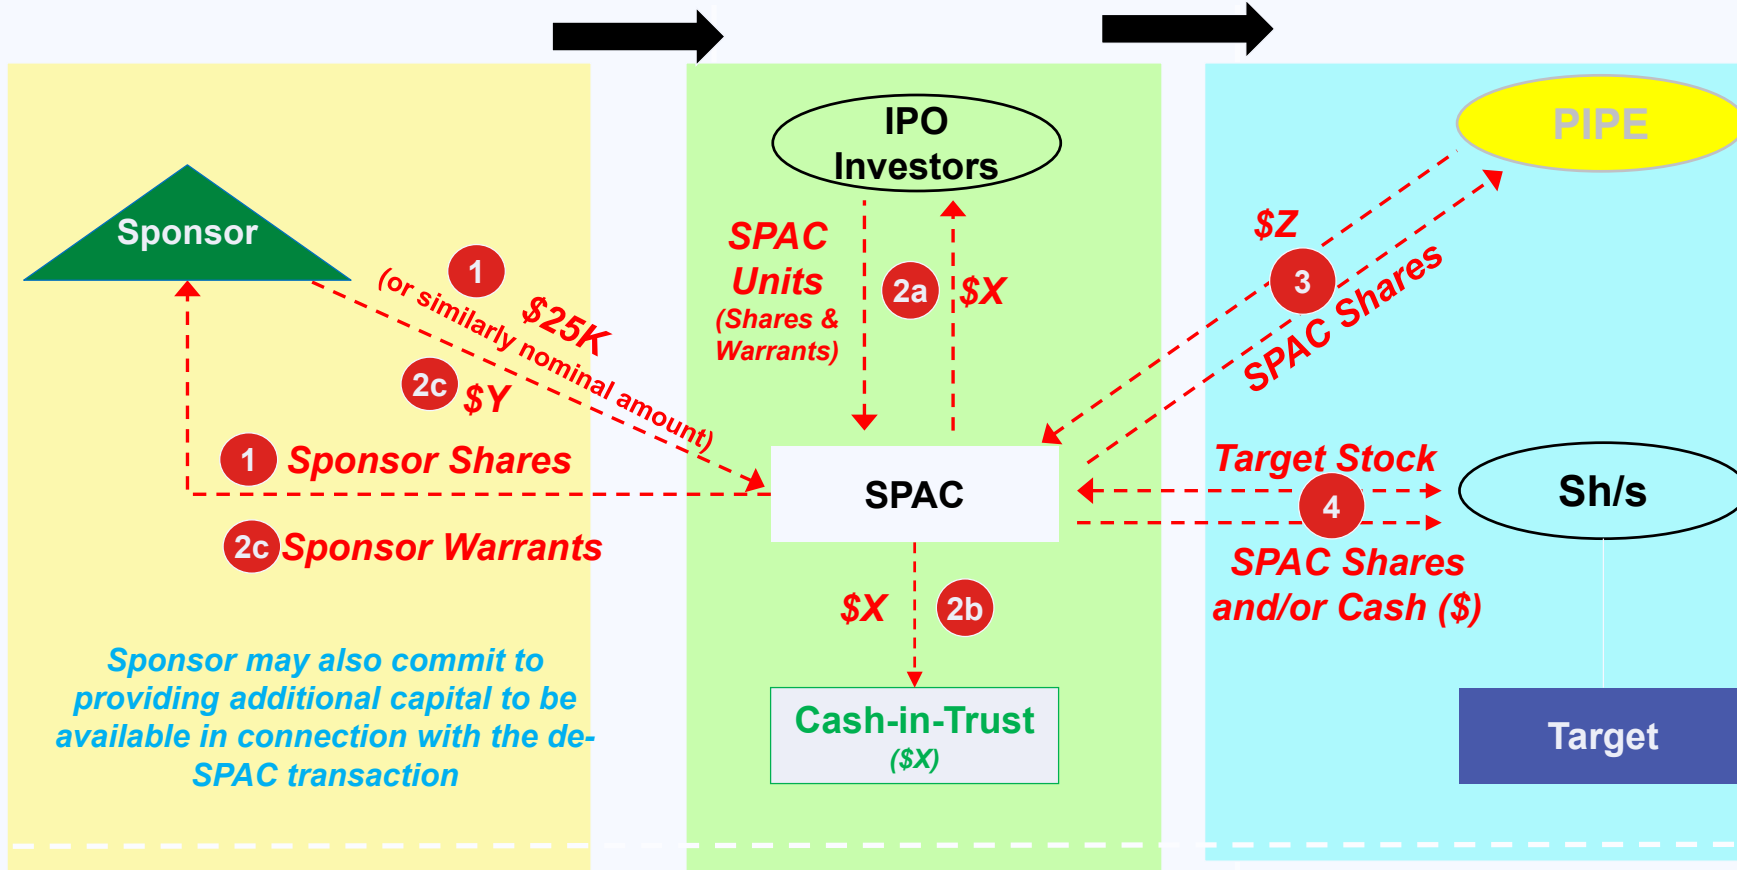 Sponsor
1
$25K
(or similarly nominal amount)
2c
$Y
1
Sponsor Shares
2c
Sponsor Warrants
Sponsor may also commit to
providing additional capital to be
available in connection with the de-
SPAC transaction
IPO
Investors
SPAC
Units
(Shares &
Warrants)
2a
$X
SPAC
$X
2b
Cash-in-Trust
($X)
PIPE
$Z
3
SPAC Shares
Target Stock
4
SPAC Shares
and/or Cash ($)
Sh/s
Target